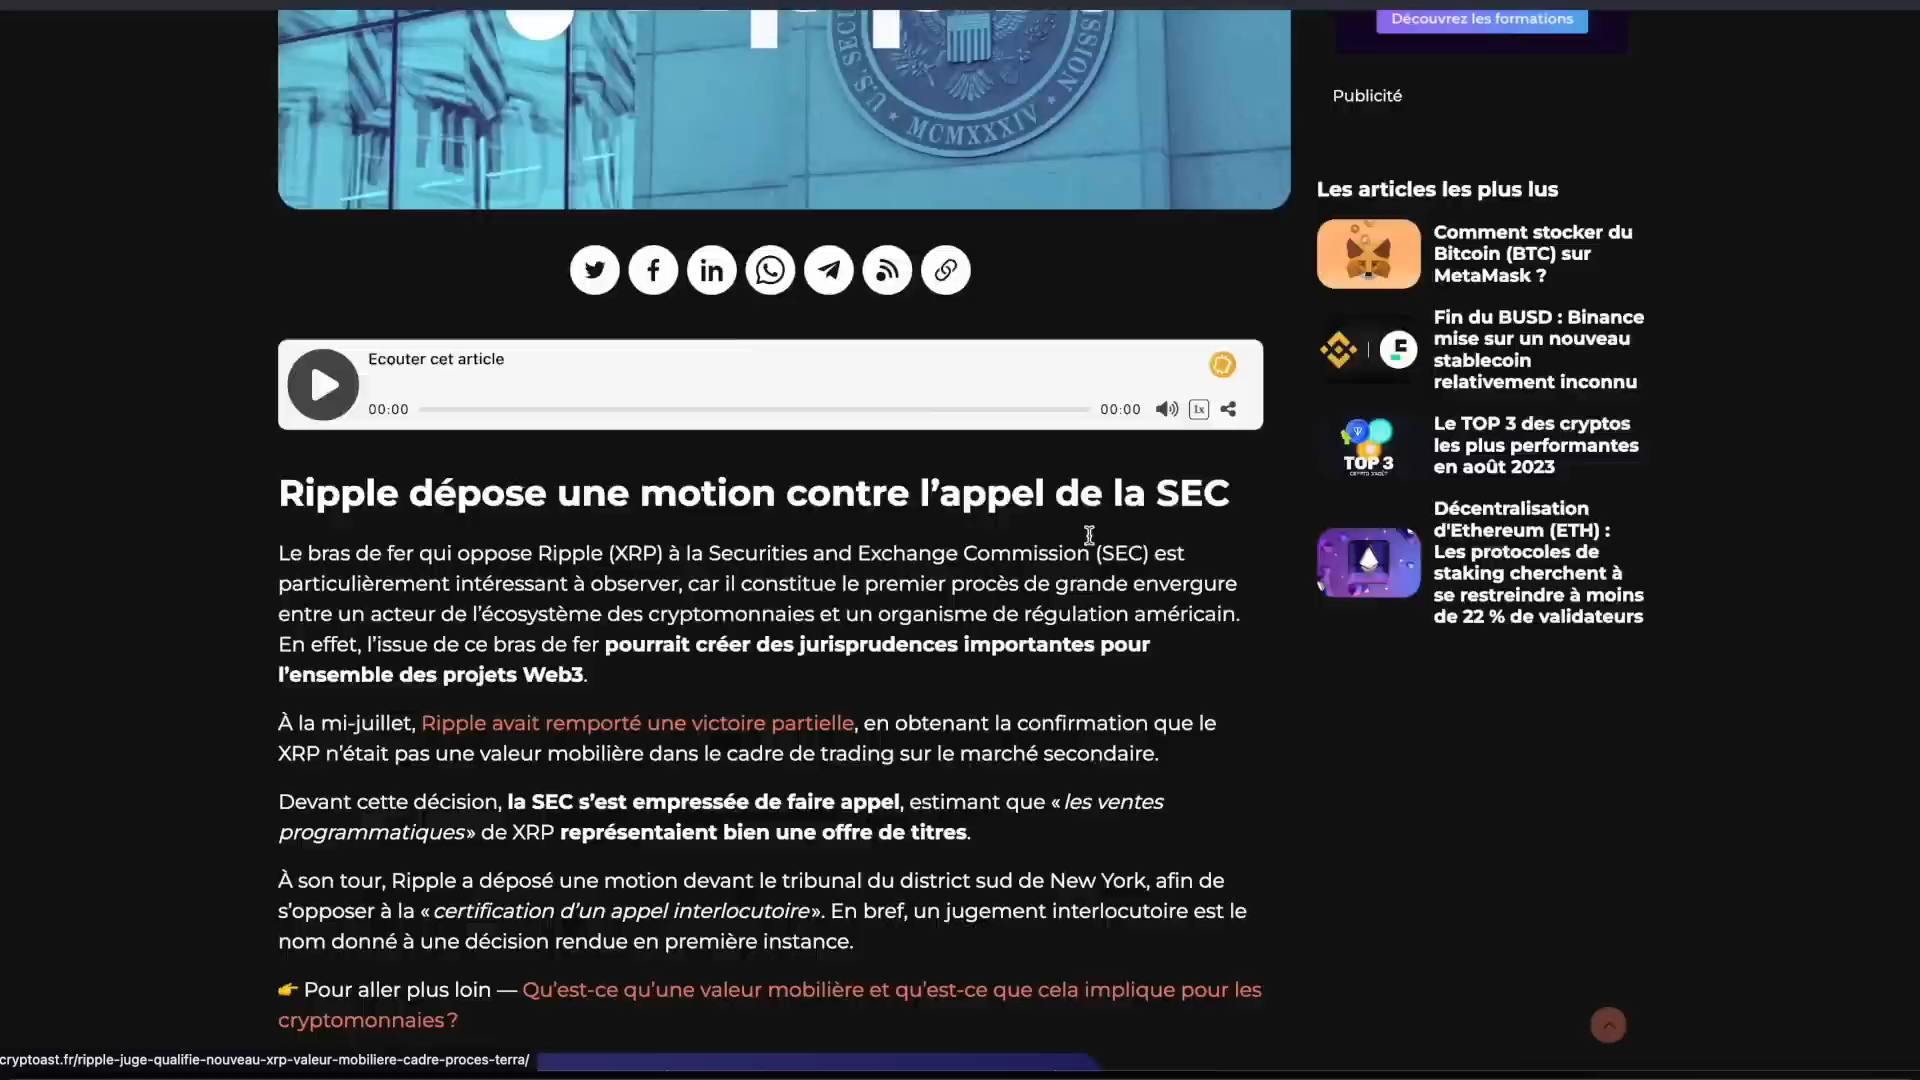 Découvrez les formations
U.S. SEC
MCMXXXIV
Publicité
Les articles les plus lus
Comment stocker du
Bitcoin (BTC) sur
MetaMask ?
Fin du BUSD : Binance
mise sur un nouveau
stablecoin
relativement inconnu
TOP 3
Le TOP 3 des cryptos
les plus performantes
en août 2023
Décentralisation
d'Ethereum (ETH) :
Les protocoles de
staking cherchent à
se restreindre à moins
de 22 % de validateurs
Ecouter cet article
00:00
00:00
1x
Ripple dépose une motion contre l’appel de la SEC
Le bras de fer qui oppose Ripple (XRP) à la Securities and Exchange Commission (SEC) est
particulièrement intéressant à observer, car il constitue le premier procès de grande envergure
entre un acteur de l’écosystème des cryptomonnaies et un organisme de régulation américain.
En effet, l’issue de ce bras de fer pourrait créer des jurisprudences importantes pour
l’ensemble des projets Web3.
À la mi-juillet, Ripple avait remporté une victoire partielle, en obtenant la confirmation que le
XRP n’était pas une valeur mobilière dans le cadre de trading sur le marché secondaire.
Devant cette décision, la SEC s’est empressée de faire appel, estimant que « les ventes
programmatiques » de XRP représentaient bien une offre de titres.
À son tour, Ripple a déposé une motion devant le tribunal du district sud de New York, afin de
s’opposer à la « certification d’un appel interlocutoire ». En bref, un jugement interlocutoire est le
nom donné à une décision rendue en première instance.
👉 Pour aller plus loin — Qu’est-ce qu’une valeur mobilière et qu’est-ce que cela implique pour les
cryptomonnaies ?
cryptoast.fr/ripple-juge-qualifie-nouveau-xrp-valeur-mobiliere-cadre-proces-terra/